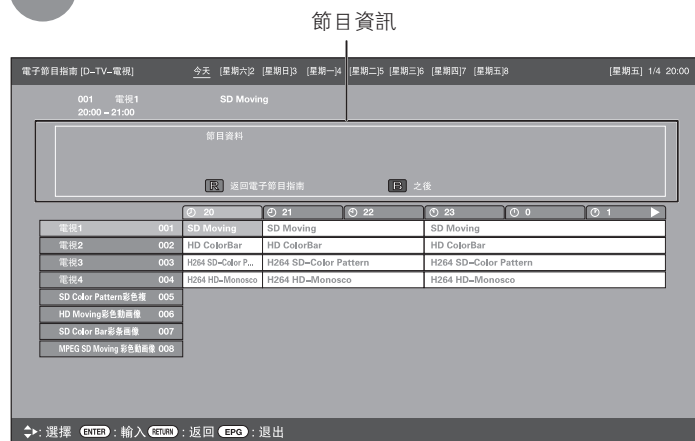 節目資訊
電子節目指南 [D–TV–電視] 今天 [星期六]2 [星期日]3 [星期一]4 [星期二]5 [星期三]6 [星期四]7 [星期五]8 [星期五] 1/4 20:00
001 電視1 SD Moving
20:00 – 21:00
節目資料
R 返回電子節目指南 B 之後
20 21 22 23 0 1
電視1 001 SD Moving SD Moving SD Moving
電視2 002 HD ColorBar HD ColorBar HD ColorBar
電視3 003 H264 SD–Color P... H264 SD–Color Pattern H264 SD–Color Pattern
電視4 004 H264 HD–Monosco H264 HD–Monosco H264 HD–Monosco
SD Color Pattern彩色複 005
HD Moving彩色動画像 006
SD Color Bar彩条画像 007
MPEG SD Moving 彩色動画像 008
: 選擇 ENTER : 輸入 RETURN : 返回 EPG : 退出